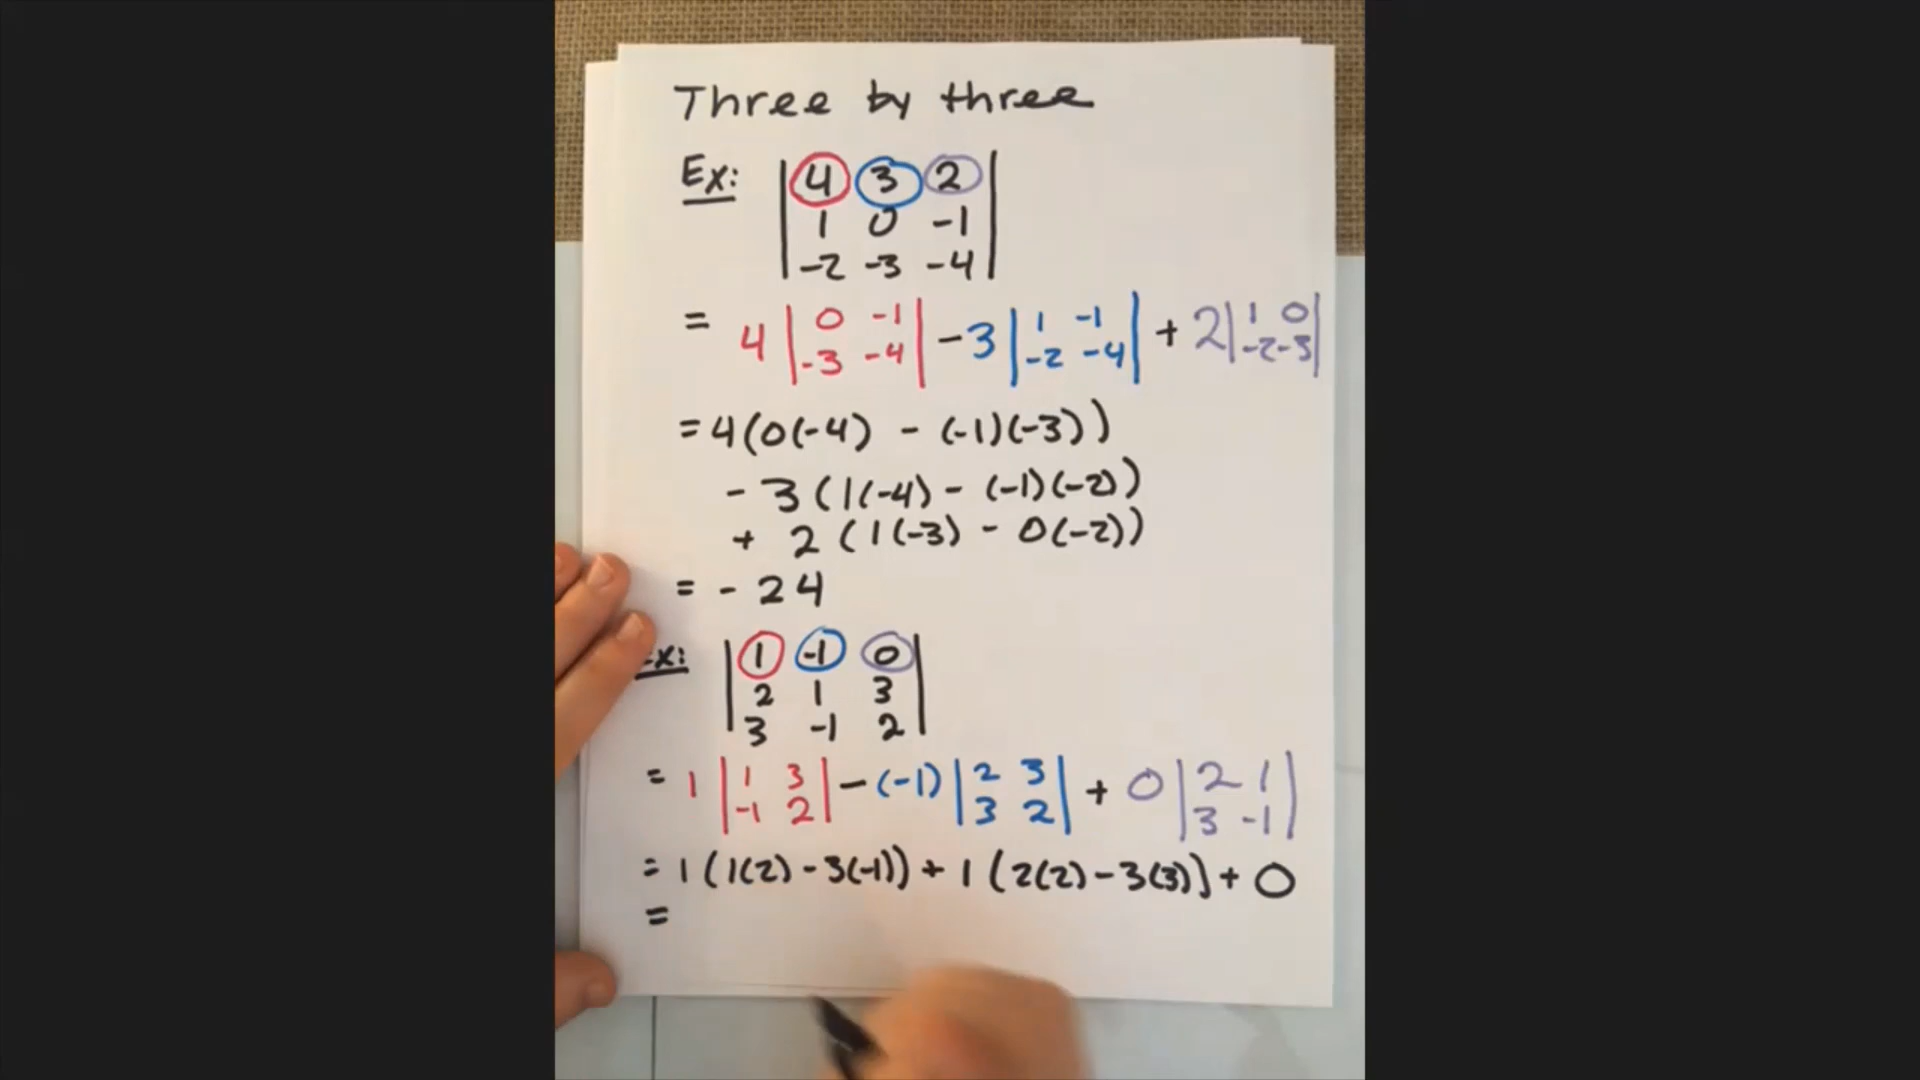 Three by three
Ex: | 4 3 2 |
| 1 0 -1 |
| -2 -3 -4 |
= 4 | 0 -1 | - 3 | 1 -1 | + 2 | 1 0 |
| -3 -4 | | -2 -4 | | -2 -3 |
= 4(0(-4) - (-1)(-3))
- 3(1(-4) - (-1)(-2))
+ 2(1(-3) - 0(-2))
= -24
Ex: | 1 -1 0 |
| 2 1 3 |
| 3 -1 2 |
= 1 | 1 3 | - (-1) | 2 3 | + 0 | 2 1 |
| -1 2 | | 3 2 | | 3 -1 |
= 1(1(2) - 3(-1)) + 1(2(2) - 3(3)) + 0
=